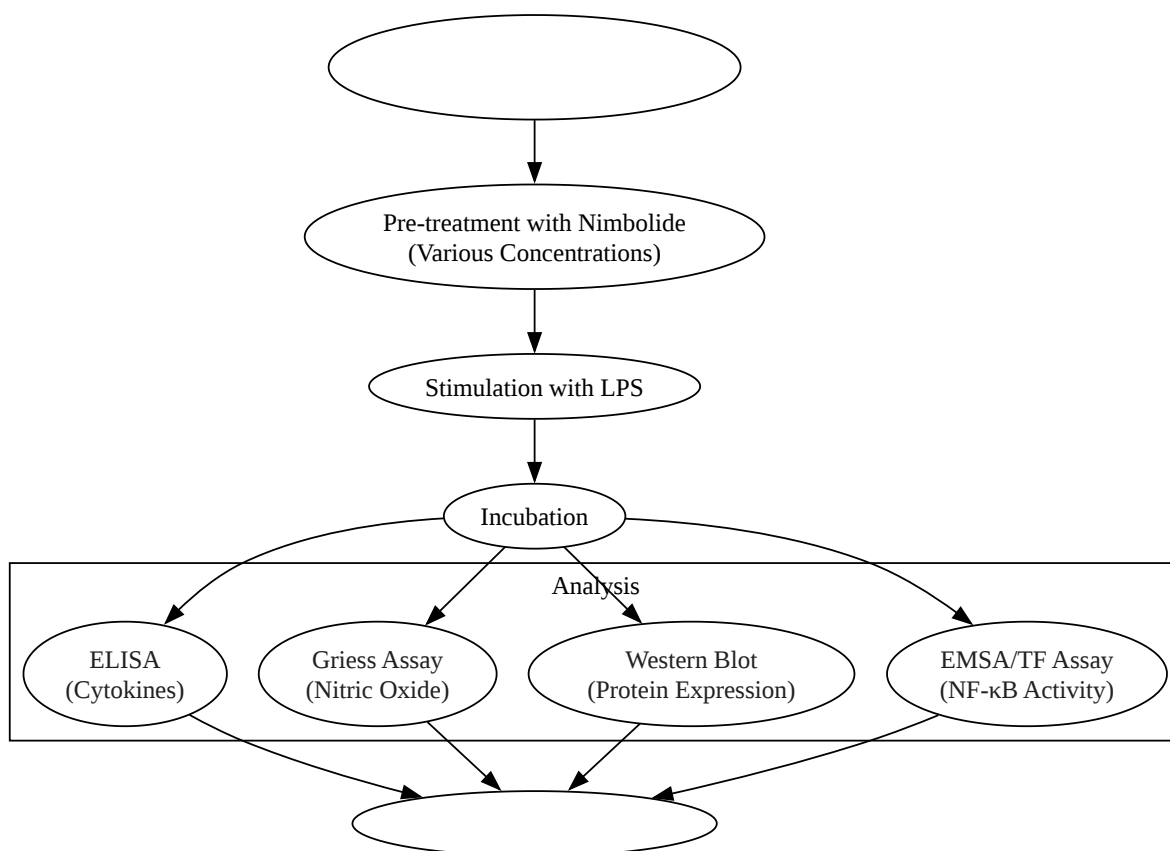 Pre-treatment with Nimbolide
(Various Concentrations)
Stimulation with LPS
Incubation
Analysis
ELISA
(Cytokines)
Griess Assay
(Nitric Oxide)
Western Blot
(Protein Expression)
EMSA/TF Assay
(NF-κB Activity)